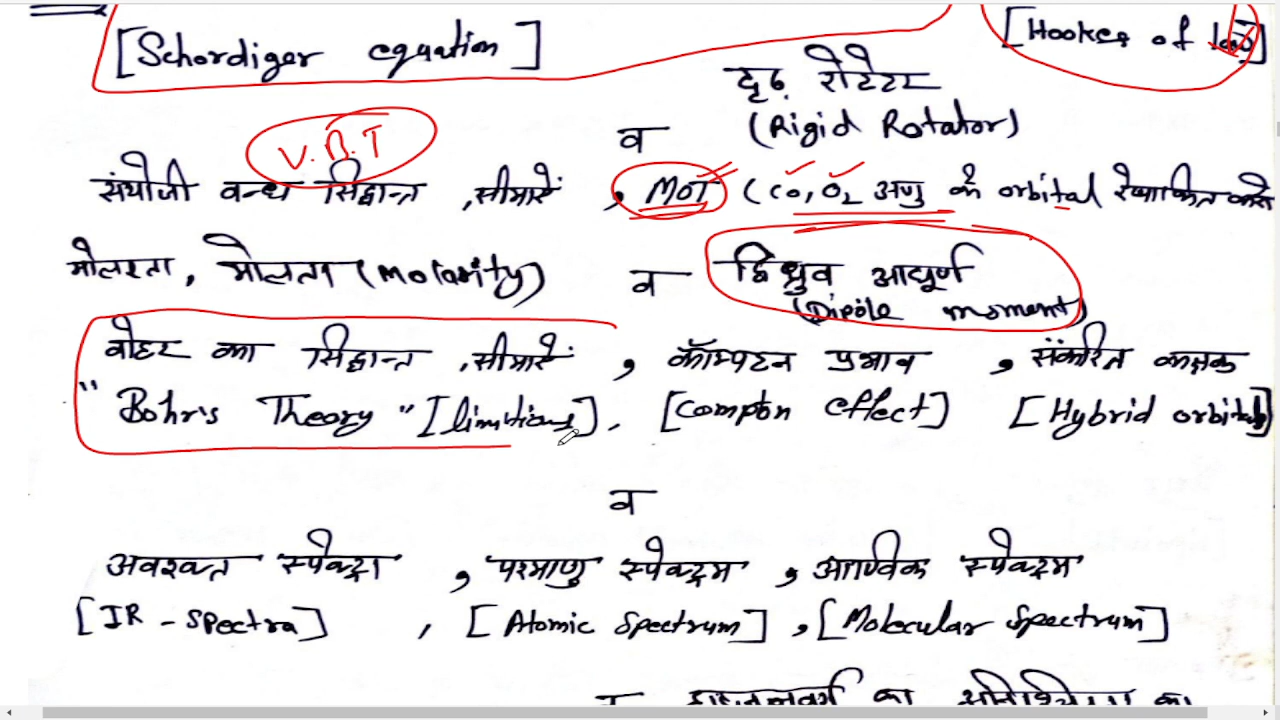 [Schordiger equation]
[Hookes of law]
दृढ़ रोटेटर
व (Rigid Rotator)
V.B.T
संयोजी बन्ध सिद्धान्त ,सीमाएँ , MOT (CO, O2 अणु के orbital रेखांकित करो
मोलरता, मोलता (Molarity) व द्विध्रुव आघूर्ण
(Dipole moment)
बोहर का सिद्धान्त ,सीमाएँ , कॉम्पटन प्रभाव , संकरित कक्षक
"Bohr's Theory" [limitions], [Compton effect] [Hybrid orbital]
व
अवरक्त स्पेक्ट्रा , परमाणु स्पेक्ट्रम , आण्विक स्पेक्ट्रम
[IR - Spectra] , [Atomic Spectrum] , [Molecular Spectrum]
का